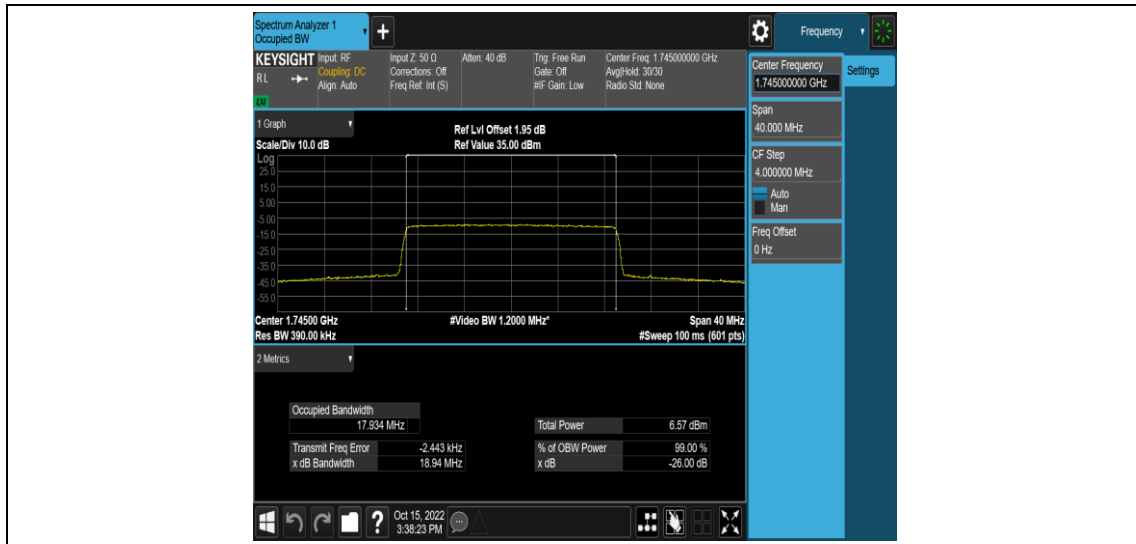 Spectrum Analyzer 1
Occupied BW
+
Frequency
KEYSIGHT
RL
LXI
Input: RF
Coupling: DC
Align: Auto
Input Z: 50 Ω
Corrections: Off
Freq Ref: Int (S)
Atten: 40 dB
Trig: Free Run
Gate: Off
#IF Gain: Low
Center Freq: 1.745000000 GHz
Avg|Hold: 30/30
Radio Std: None
Center Frequency
1.745000000 GHz
Settings
Span
40.000 MHz
CF Step
4.000000 MHz
Auto
Man
Freq Offset
0 Hz
1 Graph
Scale/Div 10.0 dB
Ref Lvl Offset 1.95 dB
Ref Value 35.00 dBm
Log
25.0
15.0
5.00
-5.00
-15.0
-25.0
-35.0
-45.0
-55.0
Center 1.74500 GHz
#Video BW 1.2000 MHz*
Span 40 MHz
Res BW 390.00 kHz
#Sweep 100 ms (601 pts)
2 Metrics
Occupied Bandwidth
17.934 MHz
Total Power 6.57 dBm
Transmit Freq Error -2.443 kHz
% of OBW Power 99.00 %
x dB Bandwidth 18.94 MHz
x dB -26.00 dB
?
Oct 15, 2022
3:38:23 PM